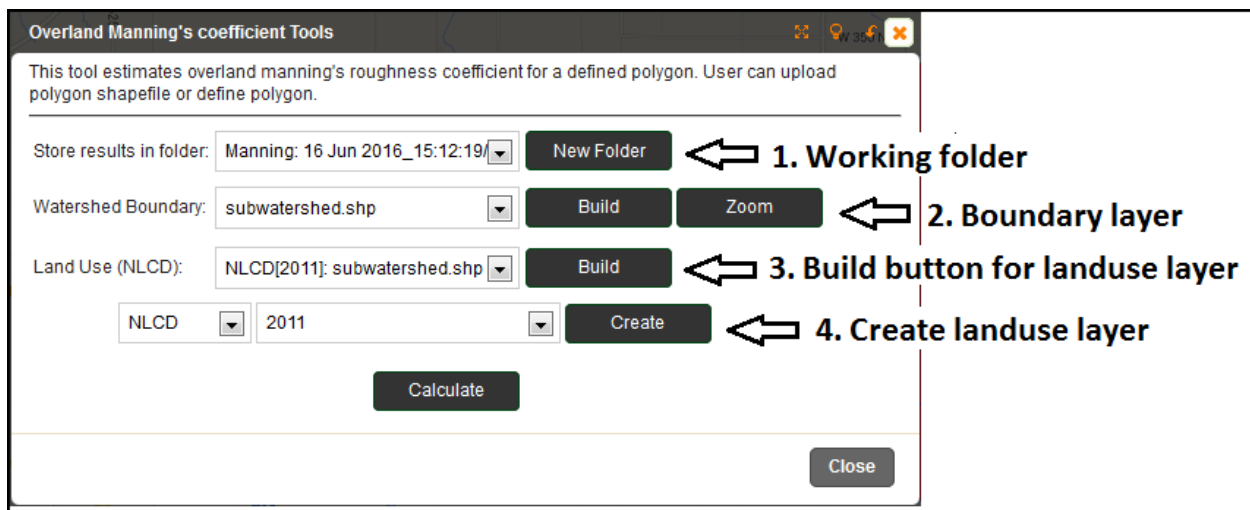 Overland Manning's coefficient Tools
This tool estimates overland manning's roughness coefficient for a defined polygon. User can upload
polygon shapefile or define polygon.
Store results in folder: Manning: 16 Jun 2016_15:12:19/ New Folder 1. Working folder
Watershed Boundary: subwatershed.shp Build Zoom 2. Boundary layer
Land Use (NLCD): NLCD[2011]: subwatershed.shp Build 3. Build button for landuse layer
NLCD 2011 Create 4. Create landuse layer
Calculate
Close